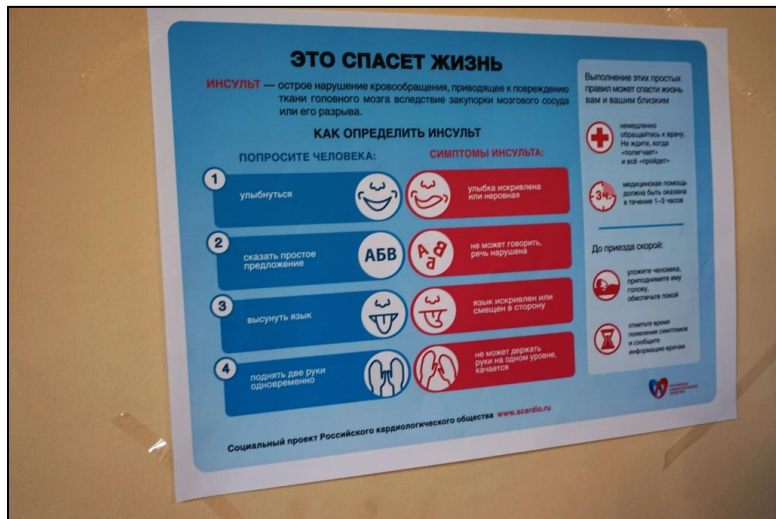 ЭТО СПАСЕТ ЖИЗНЬ
ИНСУЛЬТ — острое нарушение кровообращения, приводящее к повреждению
ткани головного мозга вследствие закупорки мозгового сосуда
или его разрыва.
КАК ОПРЕДЕЛИТЬ ИНСУЛЬТ
ПОПРОСИТЕ ЧЕЛОВЕКА:
СИМПТОМЫ ИНСУЛЬТА:
1
улыбнуться
улыбка искривлена
или неровная
2
сказать простое
предложение
АБВ
АБВ
не может говорить,
речь нарушена
3
высунуть язык
язык искривлен или
смещен в сторону
4
поднять две руки
одновременно
не может держать
руки на одном уровне,
качается
Социальный проект Российского кардиологического общества www.scardio.ru
Выполнение этих простых
правил может спасти жизнь
вам и вашим близким
немедленно
обращайтесь к врачу.
Не ждите, когда
«полегчает»
и всё «пройдет»
-3ч.
медицинская помощь
должна быть оказана
в течение 1–3 часов
До приезда скорой:
уложите человека,
приподнимите ему
голову,
обеспечьте покой
отметьте время
появления симптомов
и сообщите
информацию врачам